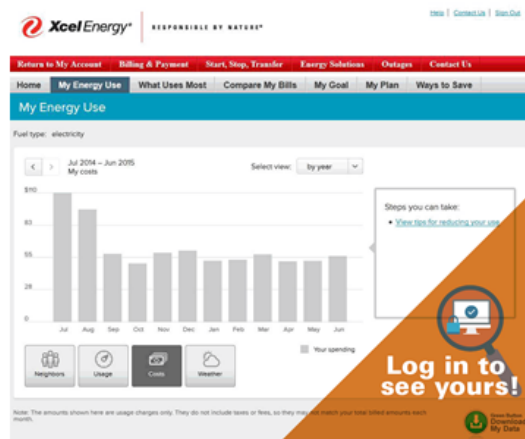 Help | Contact Us | Sign Out
Xcel Energy® RESPONSIBLE BY NATURE®
Return to My Account Billing & Payment Start, Stop, Transfer Energy Solutions Outages Contact Us
Home My Energy Use What Uses Most Compare My Bills My Goal My Plan Ways to Save
My Energy Use
Fuel type: electricity
< > Jul 2014 – Jun 2015 Select view: by year
My costs
$110
83
55
28
0
Jul Aug Sep Oct Nov Dec Jan Feb Mar Apr May Jun
Your spending
Steps you can take:
• View tips for reducing your use
Neighbors Usage Costs Weather
Log in to
see yours!
Note: The amounts shown here are usage charges only. They do not include taxes or fees, so they may not match your total billed amounts each
month.
Green Button
Download
My Data